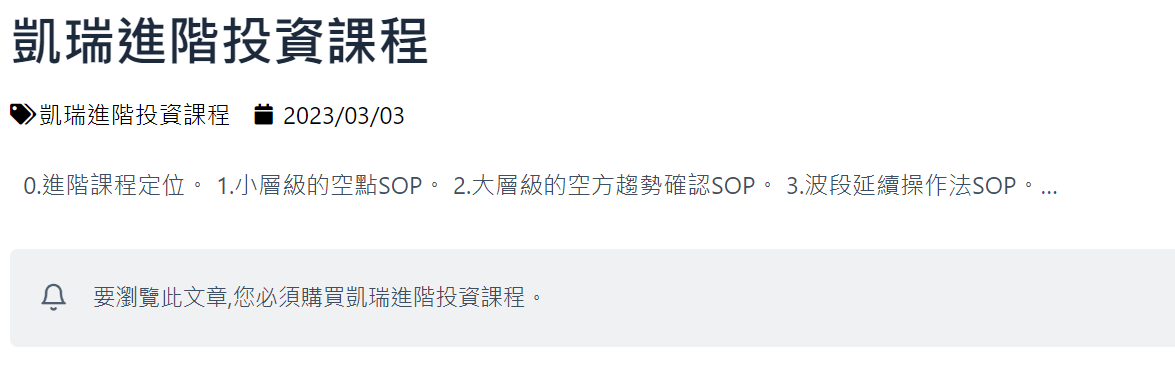 凱瑞進階投資課程
凱瑞進階投資課程 2023/03/03
0.進階課程定位。 1.小層級的空點SOP。 2.大層級的空方趨勢確認SOP。 3.波段延續操作法SOP。...
要瀏覽此文章,您必須購買凱瑞進階投資課程。